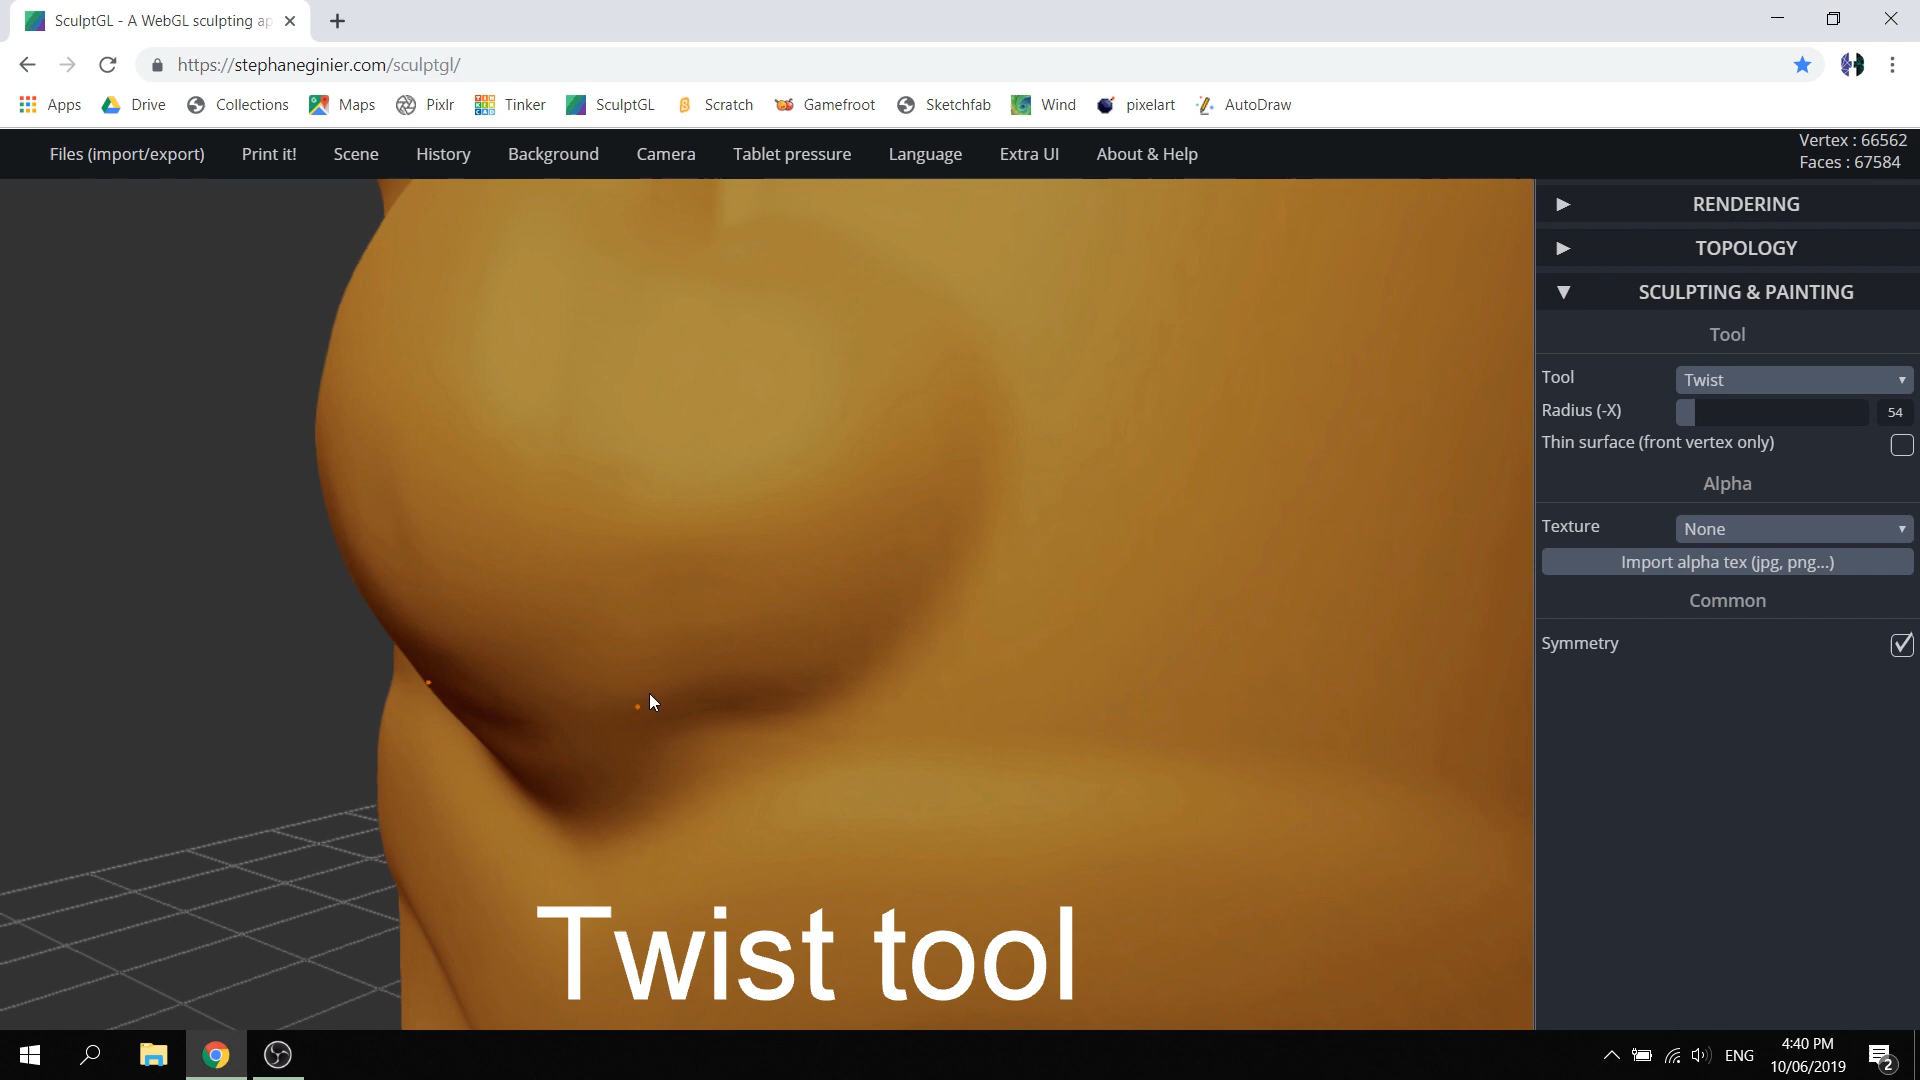 SculptGL - A WebGL sculpting ap
https://stephaneginier.com/sculptgl/
Apps Drive Collections Maps Pixlr Tinker SculptGL Scratch Gamefroot Sketchfab Wind pixelart AutoDraw
Files (import/export) Print it! Scene History Background Camera Tablet pressure Language Extra UI About & Help
Vertex : 66562
Faces : 67584
RENDERING
TOPOLOGY
SCULPTING & PAINTING
Tool
Tool Twist
Radius (-X) 54
Thin surface (front vertex only)
Alpha
Texture None
Import alpha tex (jpg, png...)
Common
Symmetry
Twist tool
ENG
4:40 PM
10/06/2019
2